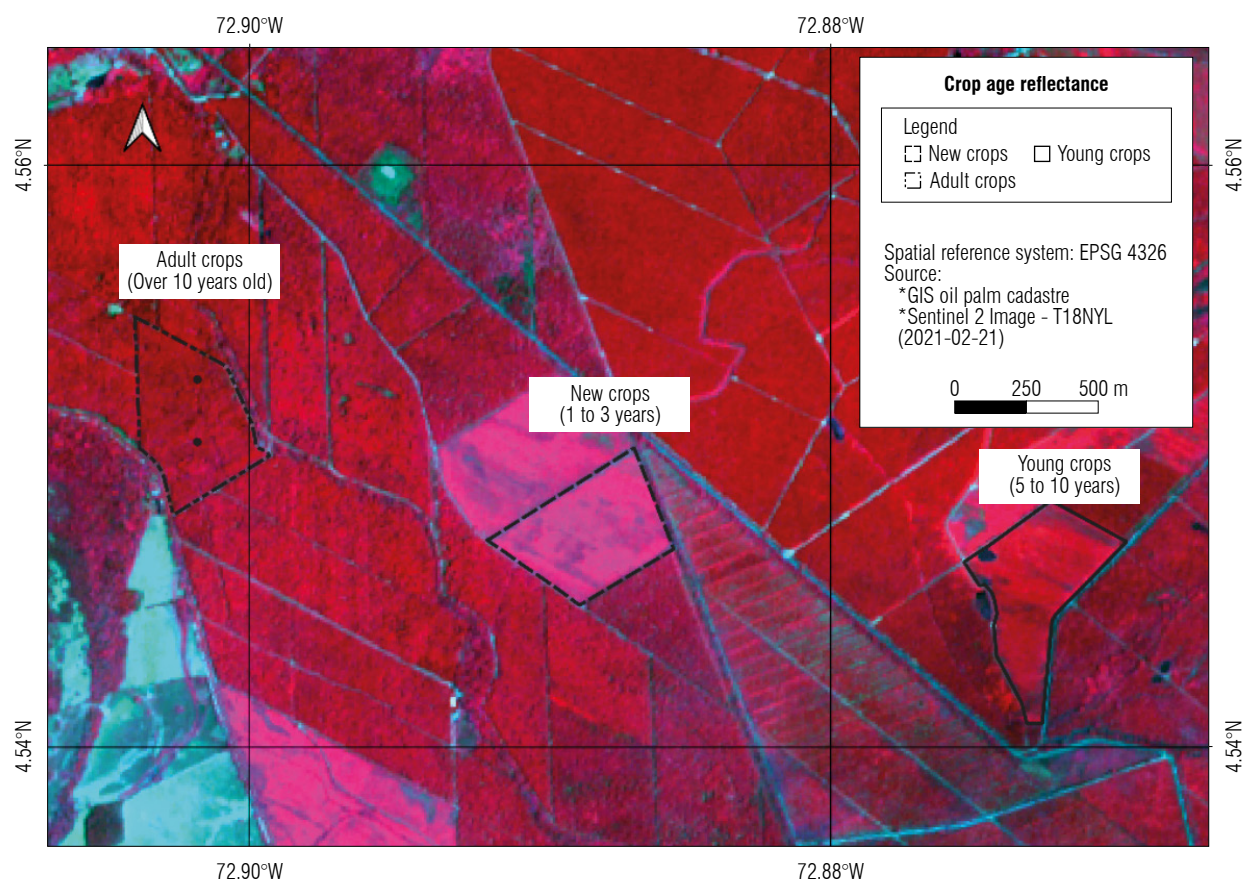 72.90°W
72.88°W
4.56°N
4.56°N
Crop age reflectance
Legend
New crops
Young crops
Adult crops
Spatial reference system: EPSG 4326
Source:
*GIS oil palm cadastre
*Sentinel 2 Image - T18NYL
(2021-02-21)
0 250 500 m
Adult crops
(Over 10 years old)
New crops
(1 to 3 years)
Young crops
(5 to 10 years)
4.54°N
4.54°N
72.90°W
72.88°W